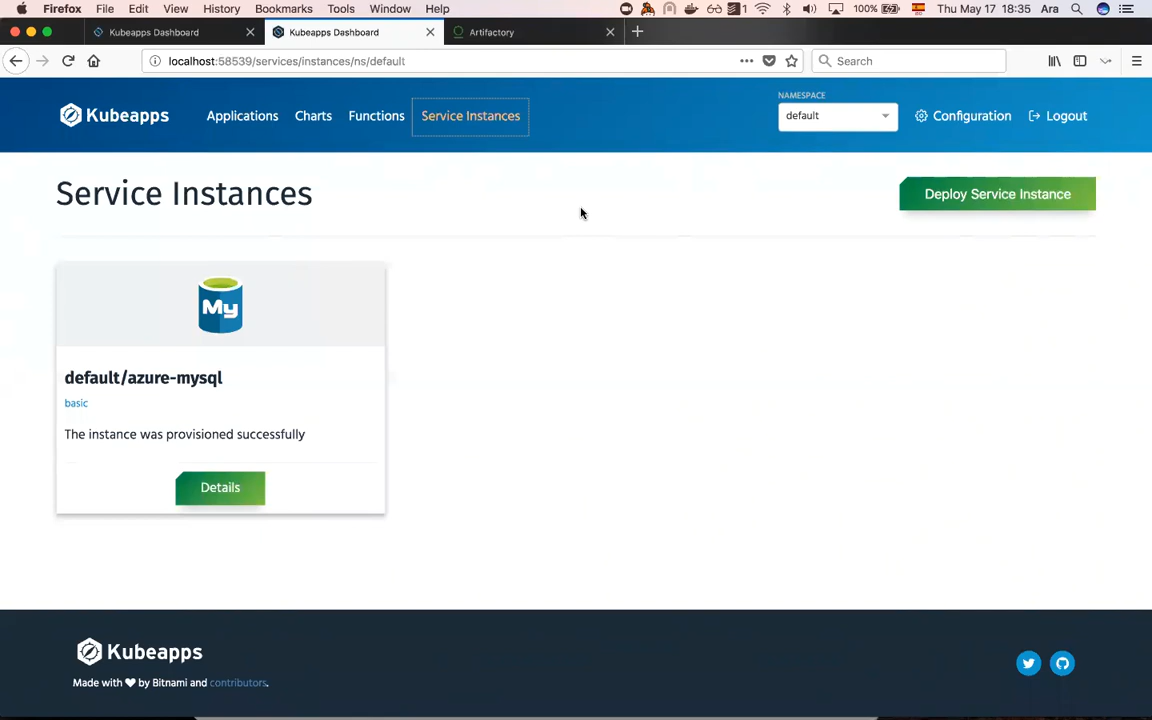 Firefox File Edit View History Bookmarks Tools Window Help 1 100% Thu May 17 18:35 Ara
Kubeapps Dashboard Kubeapps Dashboard Artifactory
localhost:58539/services/instances/ns/default Search
NAMESPACE
Kubeapps Applications Charts Functions Service Instances default Configuration Logout
Service Instances Deploy Service Instance
My
default/azure-mysql
basic
The instance was provisioned successfully
Details
Kubeapps
Made with ♥ by Bitnami and contributors.